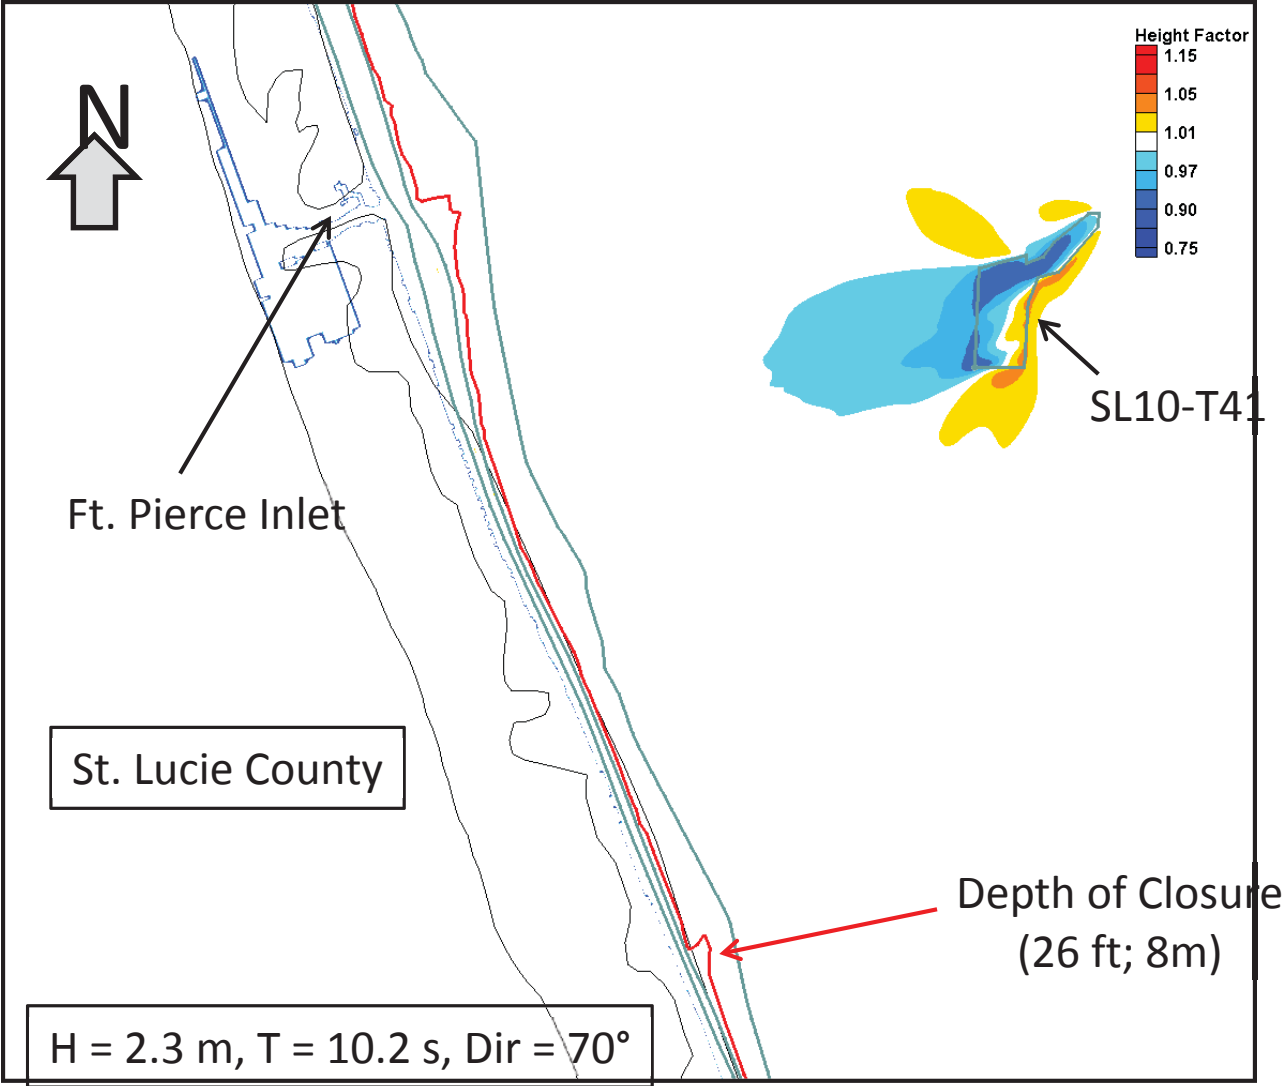 N
Height Factor
1.15
1.05
1.01
0.97
0.90
0.75
SL10-T41
Ft. Pierce Inlet
St. Lucie County
Depth of Closure
(26 ft; 8m)
H = 2.3 m, T = 10.2 s, Dir = 70°